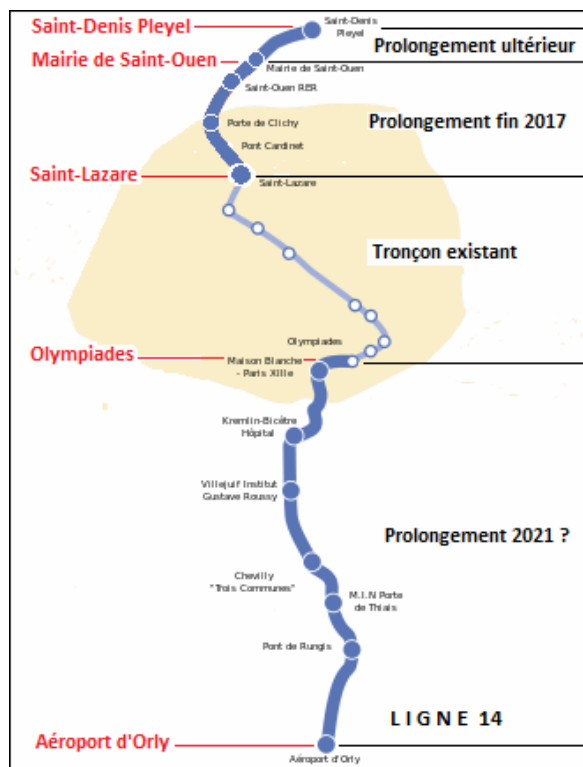 Saint-Denis Pleyel
Saint-Denis
Pleyel
Prolongement ultérieur
Mairie de Saint-Ouen
Mairie de Saint-Ouen
Saint-Ouen RER
Porte de Clichy
Prolongement fin 2017
Pont Cardinet
Saint-Lazare
Saint-Lazare
Tronçon existant
Olympiades
Olympiades
Maison Blanche
- Paris XIIIe
Kremlin-Bicêtre
Hôpital
Villejuif Institut
Gustave Roussy
Prolongement 2021 ?
Chevilly
"Trois Communes"
M.I.N Porte
de Thiais
Pont de Rungis
LIGNE 14
Aéroport d'Orly
Aéroport d'Orly